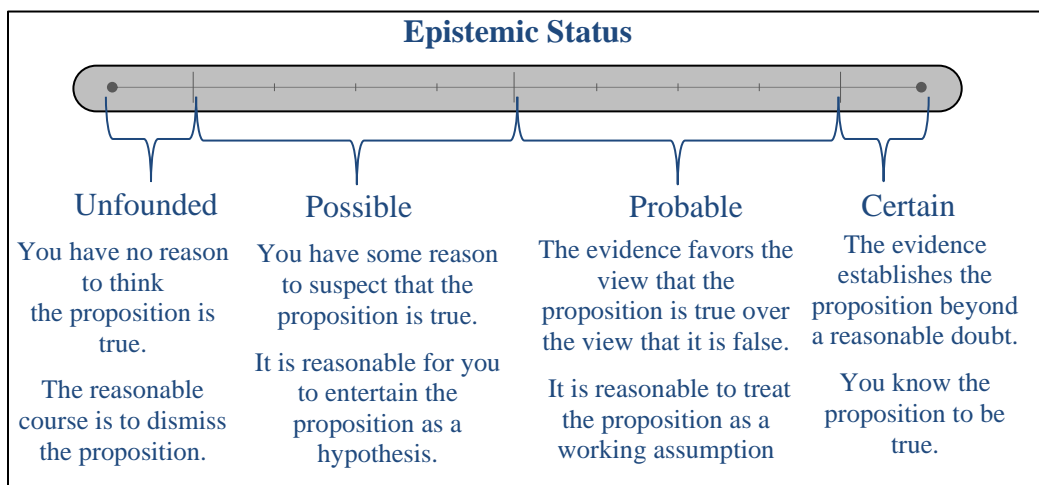 Epistemic Status
Unfounded
You have no reason
to think
the proposition is
true.
The reasonable
course is to dismiss
the proposition.
Possible
You have some reason
to suspect that the
proposition is true.
It is reasonable for you
to entertain the
proposition as a
hypothesis.
Probable
The evidence favors the
view that the
proposition is true over
the view that it is false.
It is reasonable to treat
the proposition as a
working assumption
Certain
The evidence
establishes the
proposition beyond
a reasonable doubt.
You know the
proposition to be
true.